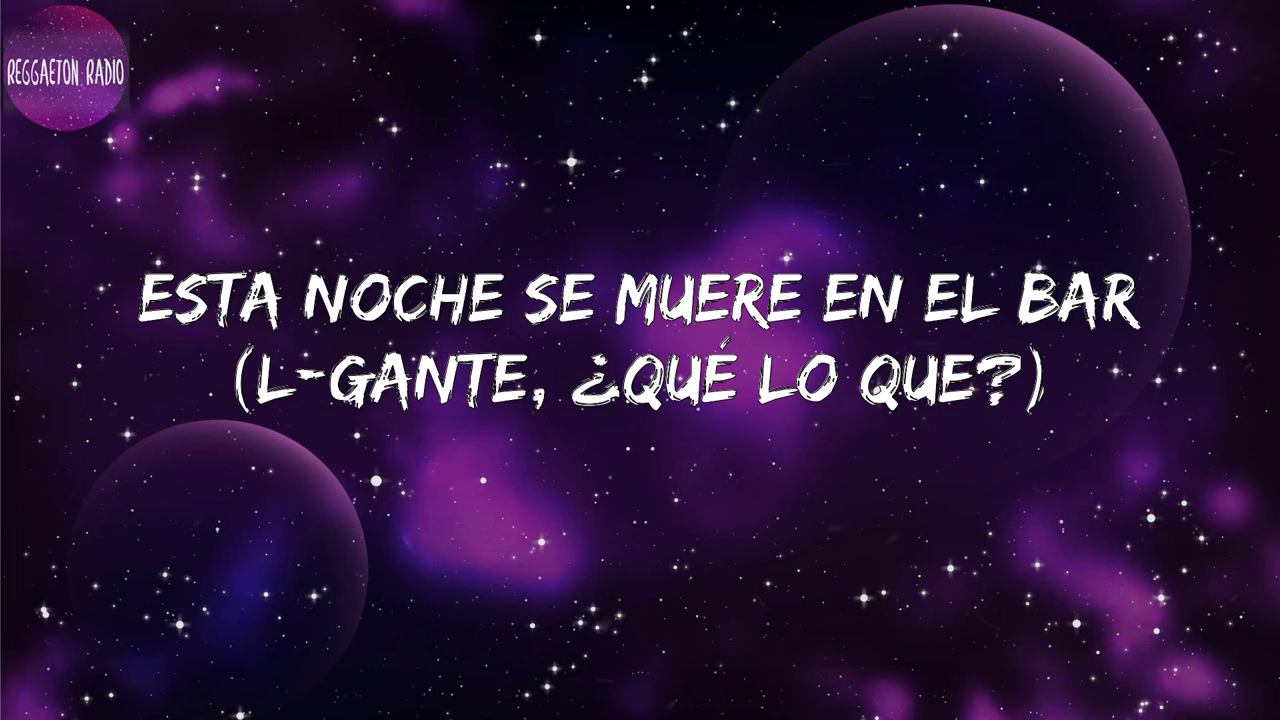 REGGAETON RADIO
ESTA NOCHE SE MUERE EN EL BAR
(L-GANTE, ¿QUÉ LO QUE?)